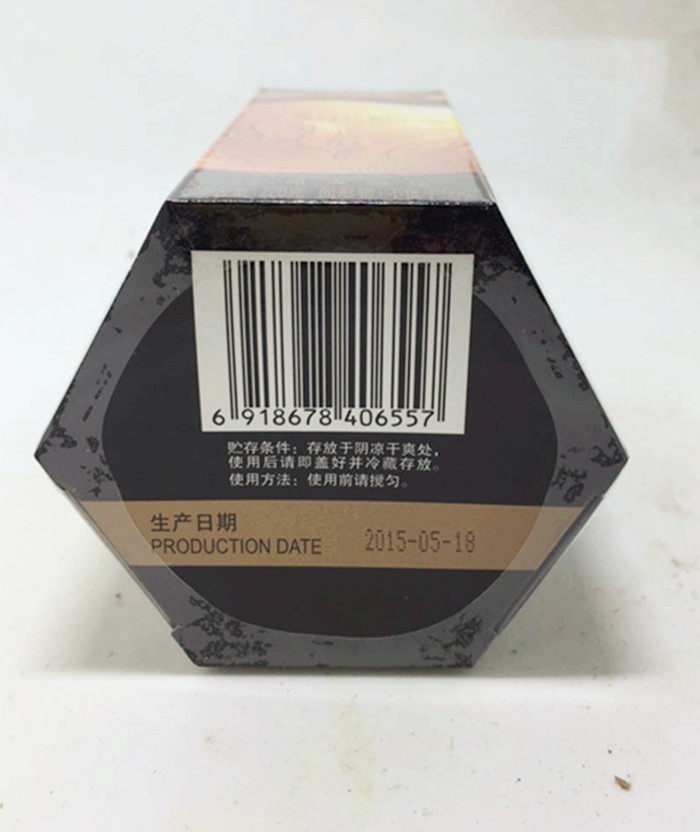 6 918678 406557
贮存条件：存放于阴凉干爽处，
使用后请即盖好并冷藏存放。
使用方法：使用前请搅匀。
生产日期
PRODUCTION DATE 2015-05-18